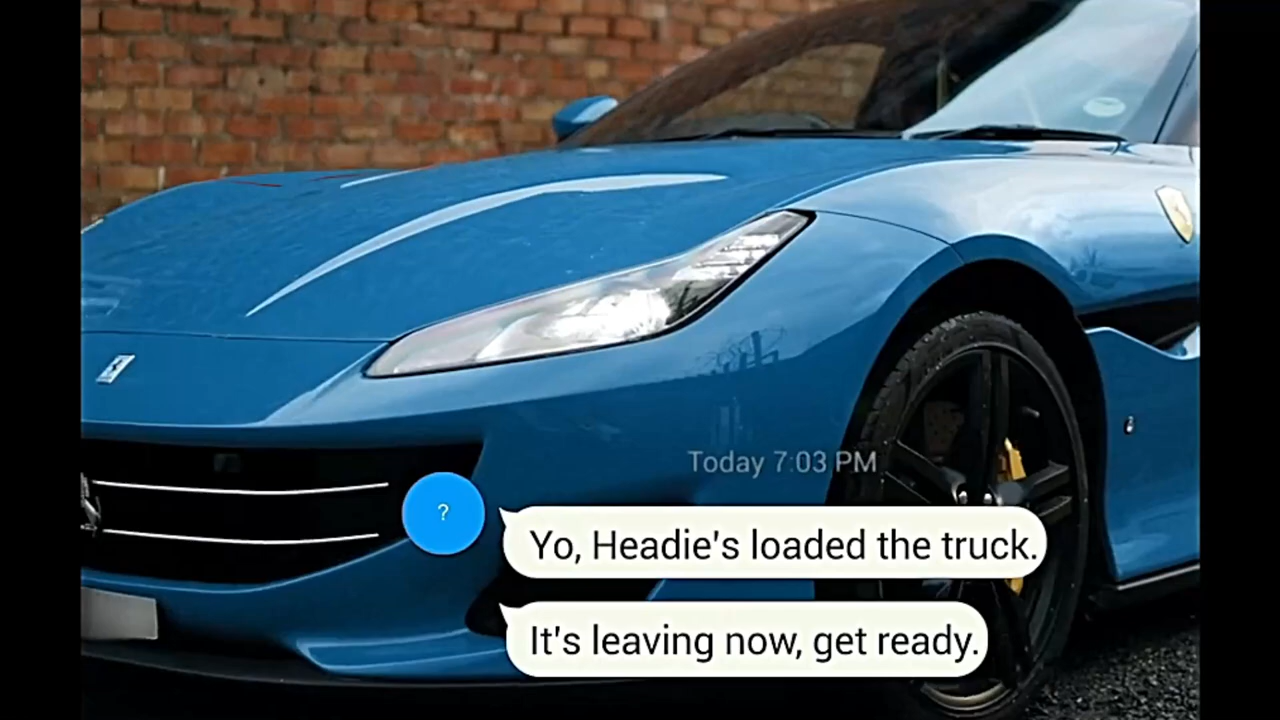 Today 7:03 PM
?
Yo, Headie's loaded the truck.
It's leaving now, get ready.